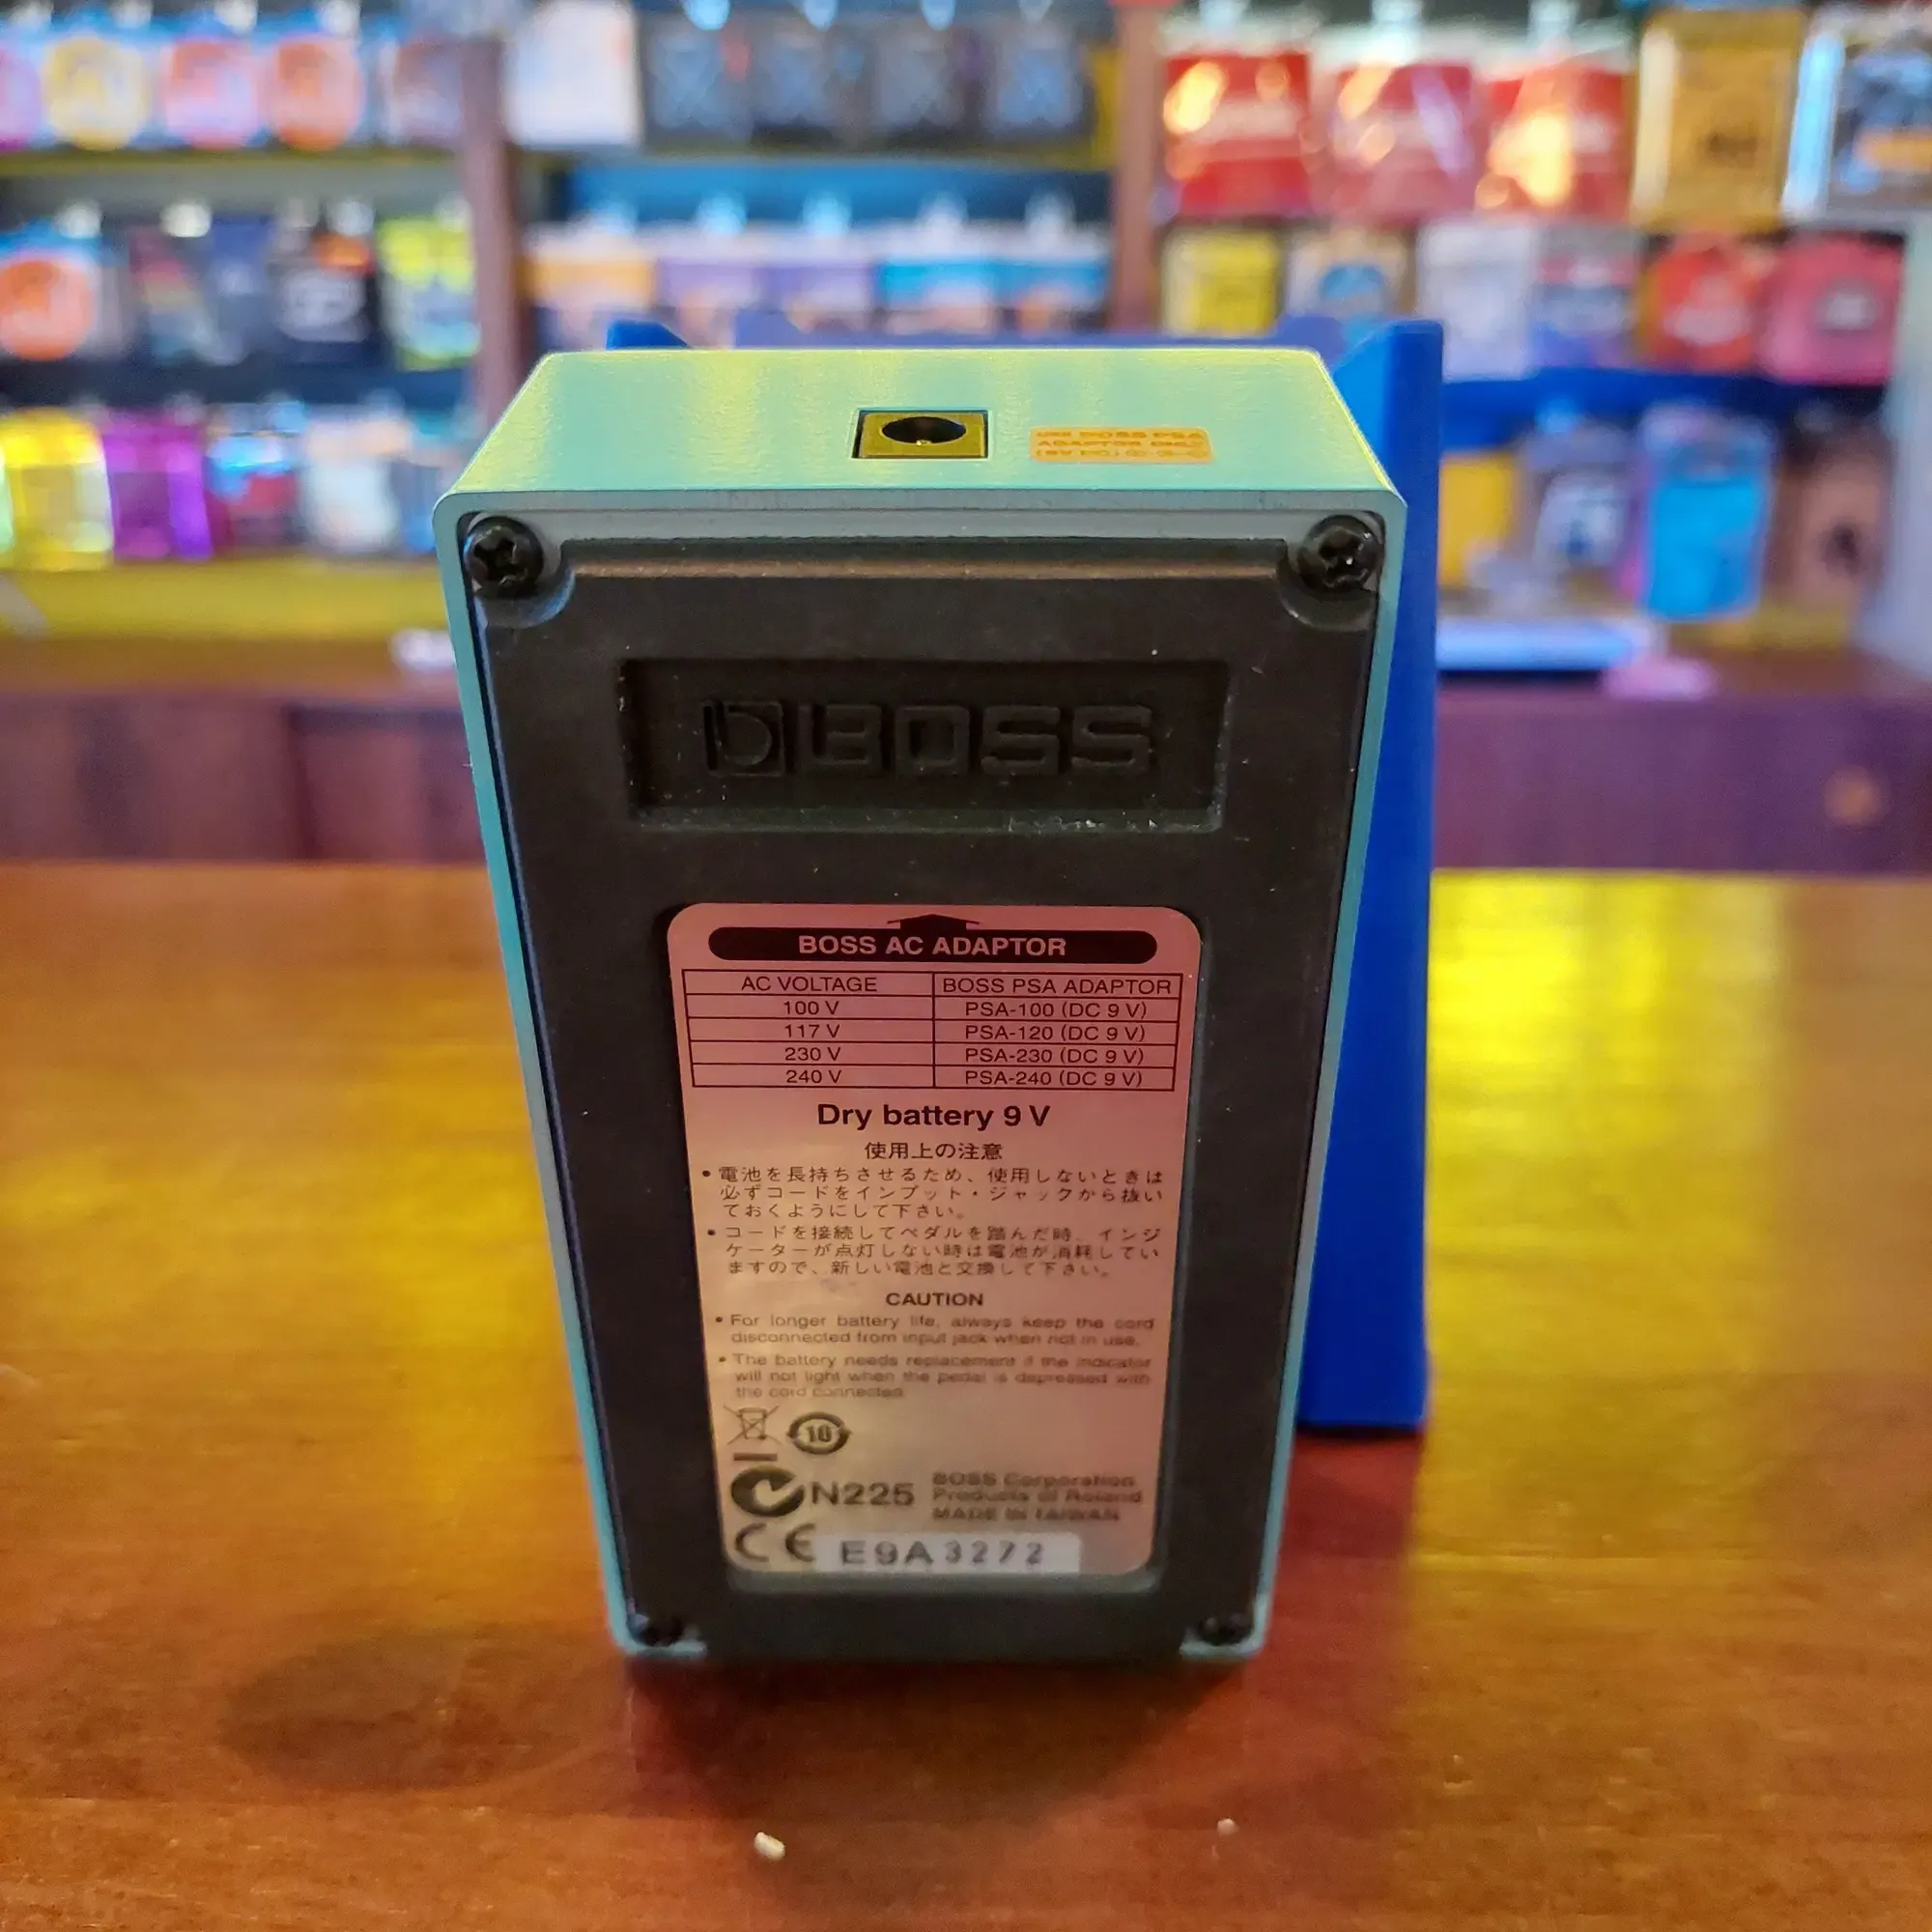 USE BOSS PSA
ADAPTOR ONLY
(9V DC)
BOSS
BOSS AC ADAPTOR
AC VOLTAGE BOSS PSA ADAPTOR
100 V PSA-100 (DC 9 V)
117 V PSA-120 (DC 9 V)
230 V PSA-230 (DC 9 V)
240 V PSA-240 (DC 9 V)
Dry battery 9 V
使用上の注意
• 電池を長持ちさせるため、使用しないときは
必ずコードをインプット・ジャックから抜い
ておくようにして下さい。
• コードを接続してペダルを踏んだ時、インジ
ケーターが点灯しない時は電池が消耗してい
ますので、新しい電池と交換して下さい。
CAUTION
• For longer battery life, always keep the cord
disconnected from input jack when not in use.
• The battery needs replacement if the indicator
will not light when the pedal is depressed with
the cord connected.
10
N225
BOSS Corporation
Products of Roland
MADE IN TAIWAN
CE E9A3272